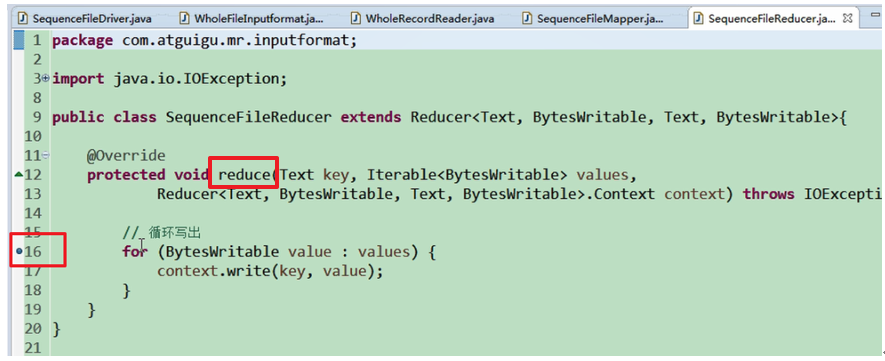 SequenceFileDriver.java WholeFileInputformat.ja... WholeRecordReader.java SequenceFileMapper.ja... SequenceFileReducer.ja...
1 package com.atguigu.mr.inputformat;
2
3 import java.io.IOException;
8
9 public class SequenceFileReducer extends Reducer<Text, BytesWritable, Text, BytesWritable>{
10
11 @Override
12 protected void reduce(Text key, Iterable<BytesWritable> values,
13 Reducer<Text, BytesWritable, Text, BytesWritable>.Context context) throws IOExcepti
14
15 // 循环写出
16 for (BytesWritable value : values) {
17 context.write(key, value);
18 }
19 }
20 }
21